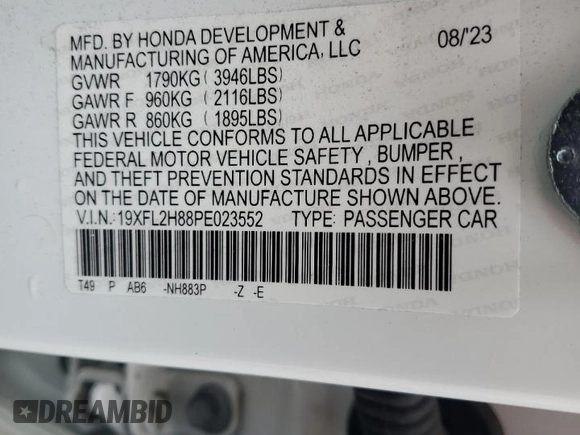 MFD. BY HONDA DEVELOPMENT & 08/'23
MANUFACTURING OF AMERICA, LLC
GVWR 1790KG ( 3946LBS )
GAWR F 960KG ( 2116LBS )
GAWR R 860KG ( 1895LBS )
THIS VEHICLE CONFORMS TO ALL APPLICABLE
FEDERAL MOTOR VEHICLE SAFETY , BUMPER ,
AND THEFT PREVENTION STANDARDS IN EFFECT
ON THE DATE OF MANUFACTURE SHOWN ABOVE.
V.I.N.:19XFL2H88PE023552 TYPE: PASSENGER CAR
T49 P AB6 -NH883P -Z -E
DREAMBID